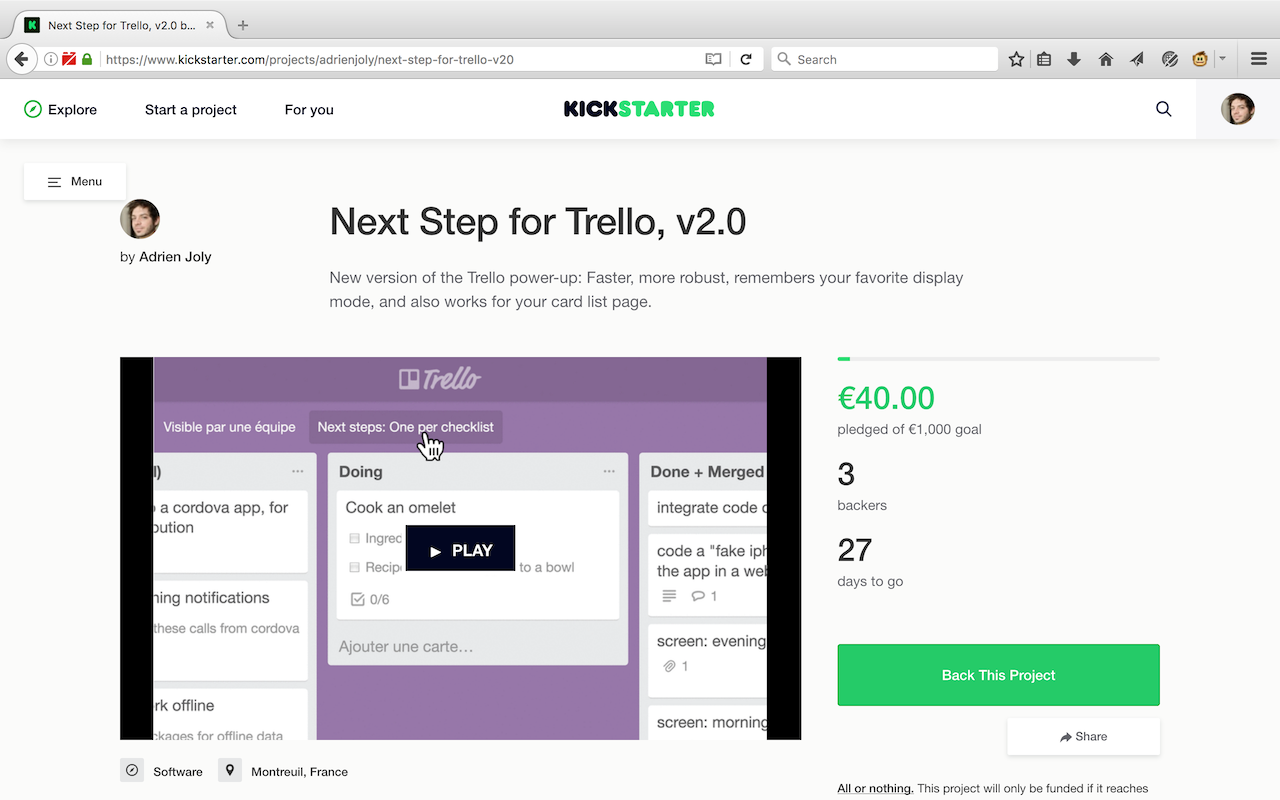 Next Step for Trello, v2.0 b...
https://www.kickstarter.com/projects/adrienjoly/next-step-for-trello-v20
Search
Explore
Start a project
For you
KICKSTARTER
Menu
by Adrien Joly
Next Step for Trello, v2.0
New version of the Trello power-up: Faster, more robust, remembers your favorite display
mode, and also works for your card list page.
Trello
Visible par une équipe
Next steps: One per checklist
Doing
Done + Merged
a cordova app, for
Cook an omelet
integrate code
Recip
to a bowl
PLAY
code a "fake
the app in a
0/6
1
notifications
these calls from cordova
screen: evening
Ajouter une carte…
1
offline
for offline data
screen: morning
€40.00
pledged of €1,000 goal
3
backers
27
days to go
Back This Project
Share
Software
Montreuil, France
All or nothing. This project will only be funded if it reaches